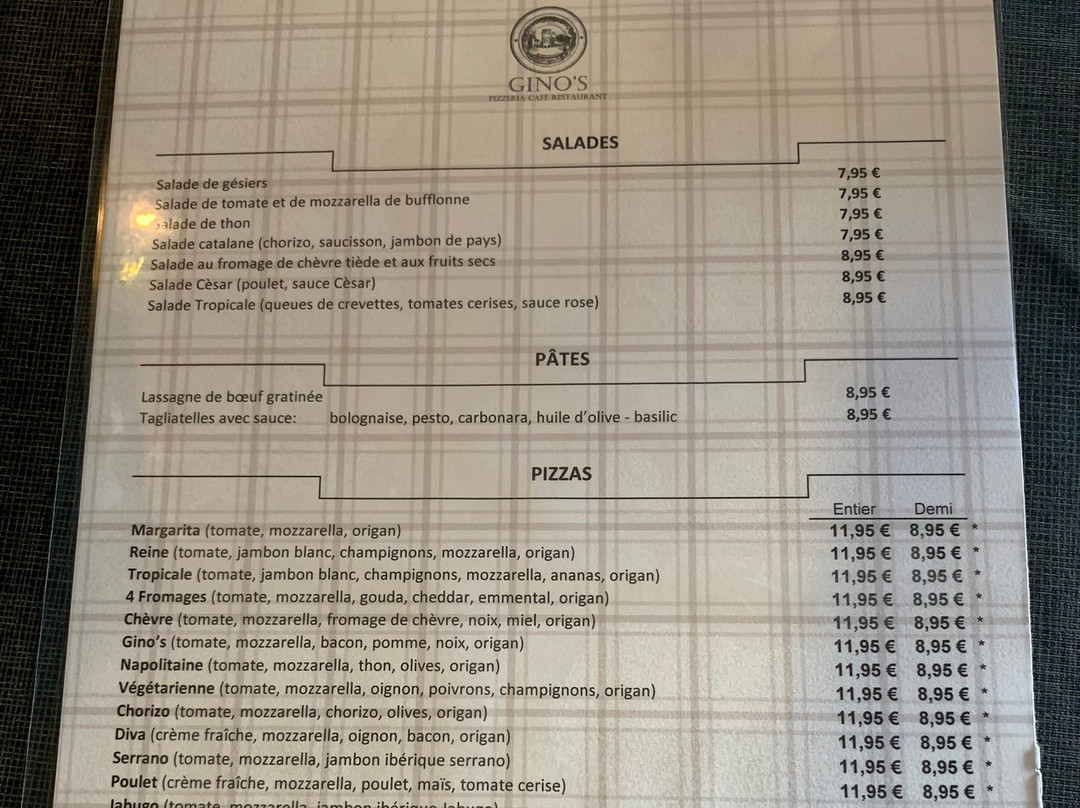 GINO'S
PIZZERIA-CAFÉ-RESTAURANT
SALADES
Salade de gésiers 7,95 €
Salade de tomate et de mozzarella de bufflonne 7,95 €
Salade de thon 7,95 €
Salade catalane (chorizo, saucisson, jambon de pays) 7,95 €
Salade au fromage de chèvre tiède et aux fruits secs 8,95 €
Salade Cèsar (poulet, sauce Cèsar) 8,95 €
Salade Tropicale (queues de crevettes, tomates cerises, sauce rose) 8,95 €
PÂTES
Lassagne de bœuf gratinée 8,95 €
Tagliatelles avec sauce: bolognaise, pesto, carbonara, huile d'olive - basilic 8,95 €
PIZZAS
Entier Demi
Margarita (tomate, mozzarella, origan) 11,95 € 8,95 € *
Reine (tomate, jambon blanc, champignons, mozzarella, origan) 11,95 € 8,95 € *
Tropicale (tomate, jambon blanc, champignons, mozzarella, ananas, origan) 11,95 € 8,95 € *
4 Fromages (tomate, mozzarella, gouda, cheddar, emmental, origan) 11,95 € 8,95 € *
Chèvre (tomate, mozzarella, fromage de chèvre, noix, miel, origan) 11,95 € 8,95 € *
Gino's (tomate, mozzarella, bacon, pomme, noix, origan) 11,95 € 8,95 € *
Napolitaine (tomate, mozzarella, thon, olives, origan) 11,95 € 8,95 € *
Végétarienne (tomate, mozzarella, oignon, poivrons, champignons, origan) 11,95 € 8,95 € *
Chorizo (tomate, mozzarella, chorizo, olives, origan) 11,95 € 8,95 € *
Diva (crème fraîche, mozzarella, oignon, bacon, origan) 11,95 € 8,95 € *
Serrano (tomate, mozzarella, jambon ibérique serrano) 11,95 € 8,95 € *
Poulet (crème fraîche, mozzarella, poulet, maïs, tomate cerise) 11,95 € 8,95 € *
Jabugo (tomate, mozzarella, jambon ibérique Jabugo)